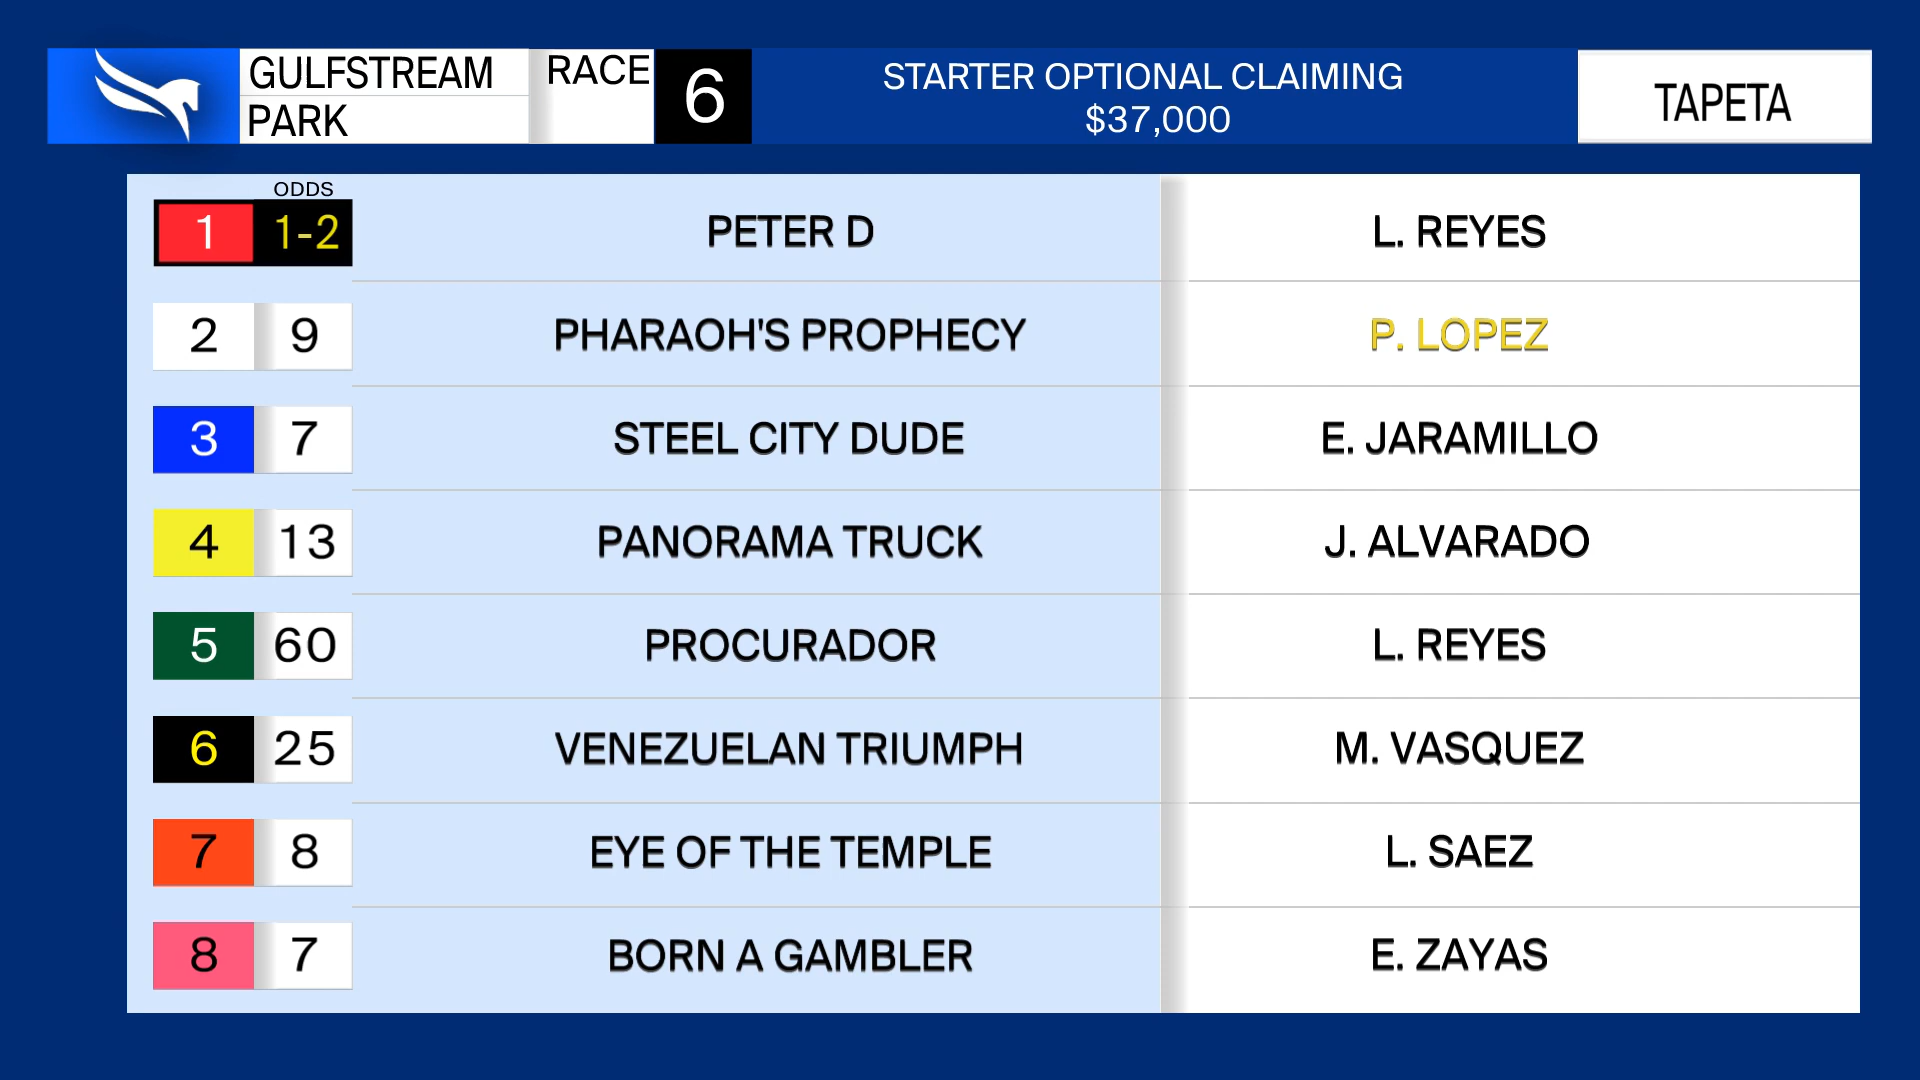 GULFSTREAM
PARK
RACE 6
STARTER OPTIONAL CLAIMING
$37,000
TAPETA
ODDS
1 1-2 PETER D L. REYES
2 9 PHARAOH'S PROPHECY P. LOPEZ
3 7 STEEL CITY DUDE E. JARAMILLO
4 13 PANORAMA TRUCK J. ALVARADO
5 60 PROCURADOR L. REYES
6 25 VENEZUELAN TRIUMPH M. VASQUEZ
7 8 EYE OF THE TEMPLE L. SAEZ
8 7 BORN A GAMBLER E. ZAYAS